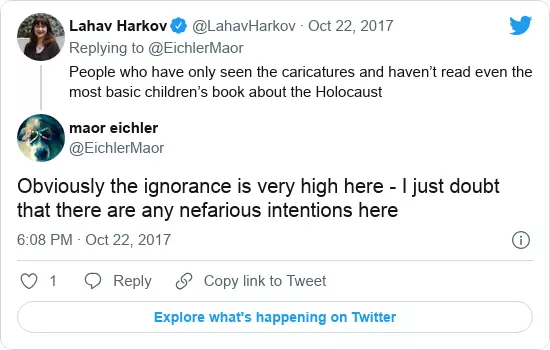 Lahav Harkov @LahavHarkov · Oct 22, 2017
Replying to @EichlerMaor
People who have only seen the caricatures and haven’t read even the
most basic children’s book about the Holocaust
maor eichler
@EichlerMaor
Obviously the ignorance is very high here - I just doubt
that there are any nefarious intentions here
6:08 PM · Oct 22, 2017
1 Reply Copy link to Tweet
Explore what's happening on Twitter